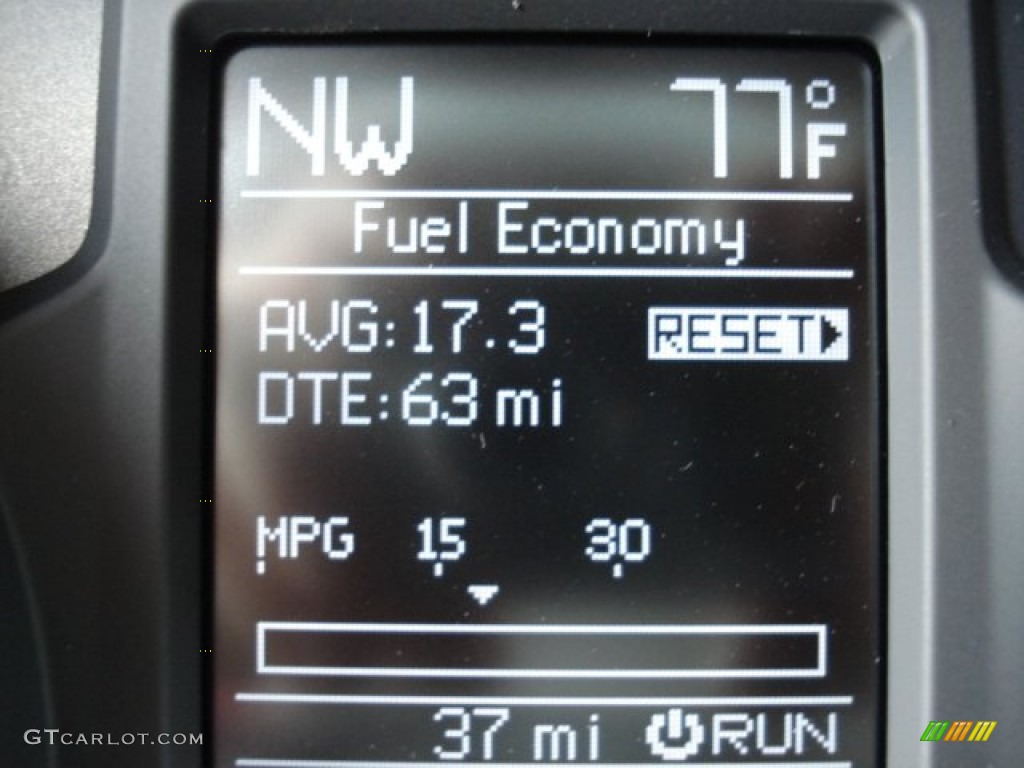 NW 77°F
Fuel Economy
AVG: 17.3 RESET
DTE: 63 mi
MPG 15 30
37 mi RUN
GTCARLOT.COM